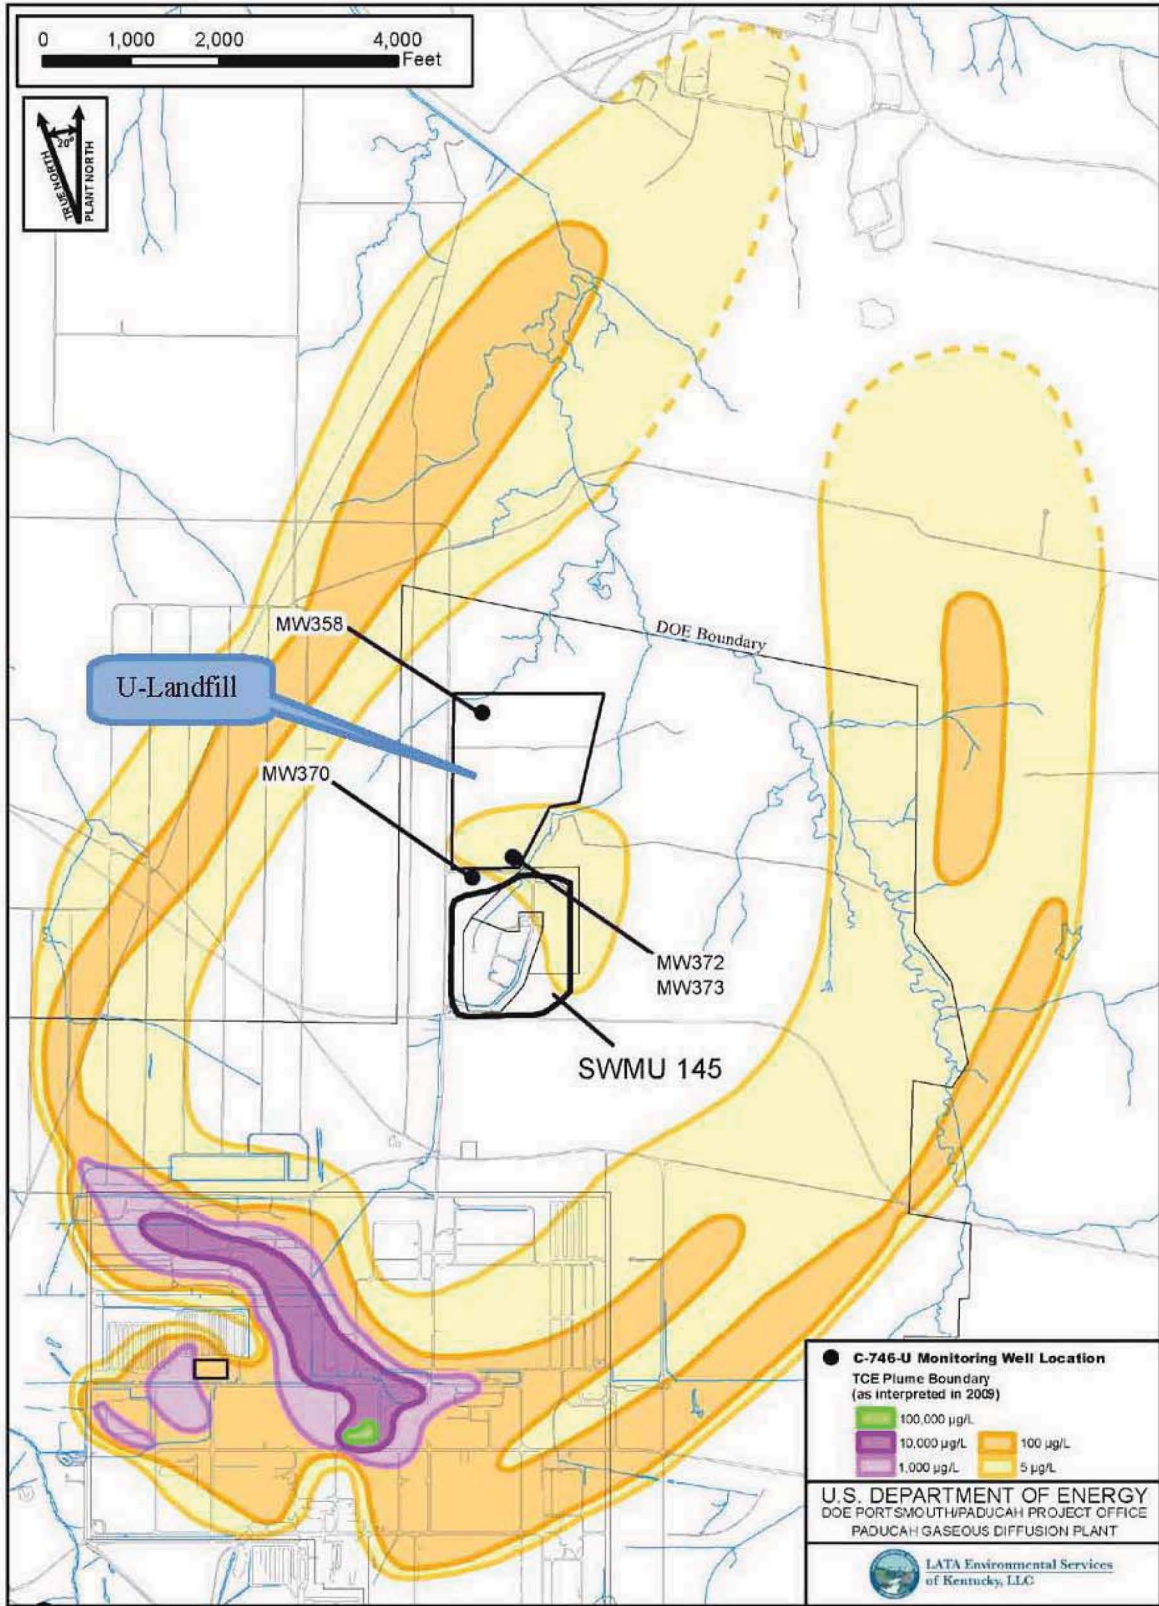 0 1,000 2,000 4,000
Feet
20°
TRUE NORTH
PLANT NORTH
MW358
DOE Boundary
U-Landfill
MW370
MW372
MW373
SWMU 145
C-746-U Monitoring Well Location
TCE Plume Boundary
(as interpreted in 2009)
100,000 µg/L
10,000 µg/L 100 µg/L
1,000 µg/L 5 µg/L
U.S. DEPARTMENT OF ENERGY
DOE PORTSMOUTH/PADUCAH PROJECT OFFICE
PADUCAH GASEOUS DIFFUSION PLANT
LATA Environmental Services
of Kentucky, LLC